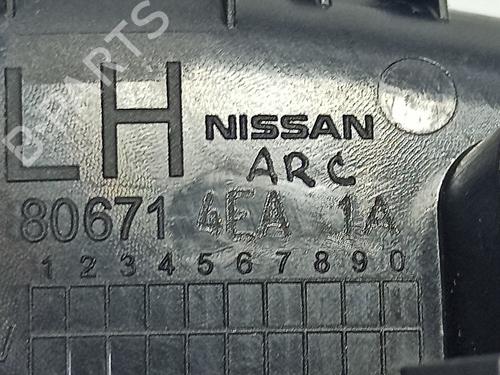 B-PARTS
LH NISSAN
ARC
80671 4EA 1A
1 2 3 4 5 6 7 8 9 0